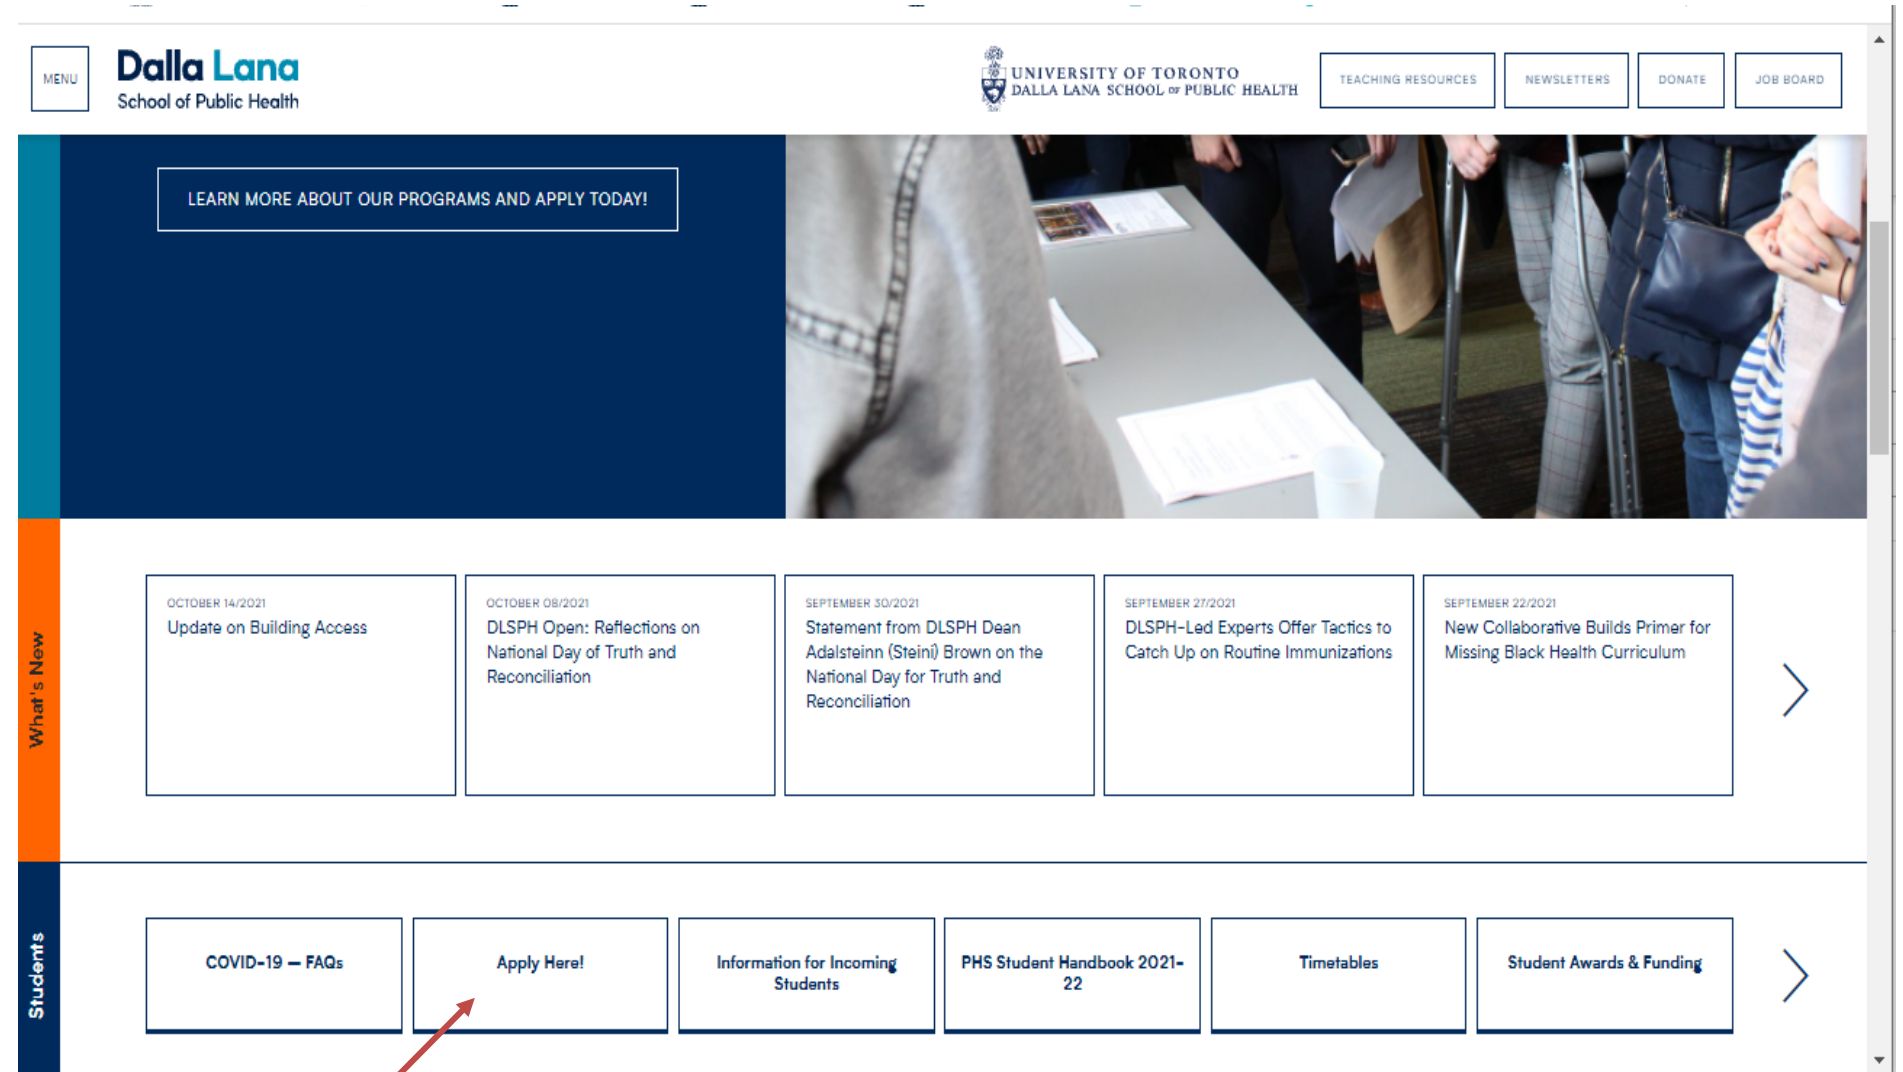 MENU
Dalla Lana
School of Public Health
UNIVERSITY OF TORONTO
DALLA LANA SCHOOL OF PUBLIC HEALTH
TEACHING RESOURCES
NEWSLETTERS
DONATE
JOB BOARD
LEARN MORE ABOUT OUR PROGRAMS AND APPLY TODAY!
What's New
OCTOBER 14/2021
Update on Building Access
OCTOBER 08/2021
DLSPH Open: Reflections on
National Day of Truth and
Reconciliation
SEPTEMBER 30/2021
Statement from DLSPH Dean
Adalsteinn (Steini) Brown on the
National Day for Truth and
Reconciliation
SEPTEMBER 27/2021
DLSPH-Led Experts Offer Tactics to
Catch Up on Routine Immunizations
SEPTEMBER 22/2021
New Collaborative Builds Primer for
Missing Black Health Curriculum
Students
COVID-19 — FAQs
Apply Here!
Information for Incoming
Students
PHS Student Handbook 2021-
22
Timetables
Student Awards & Funding